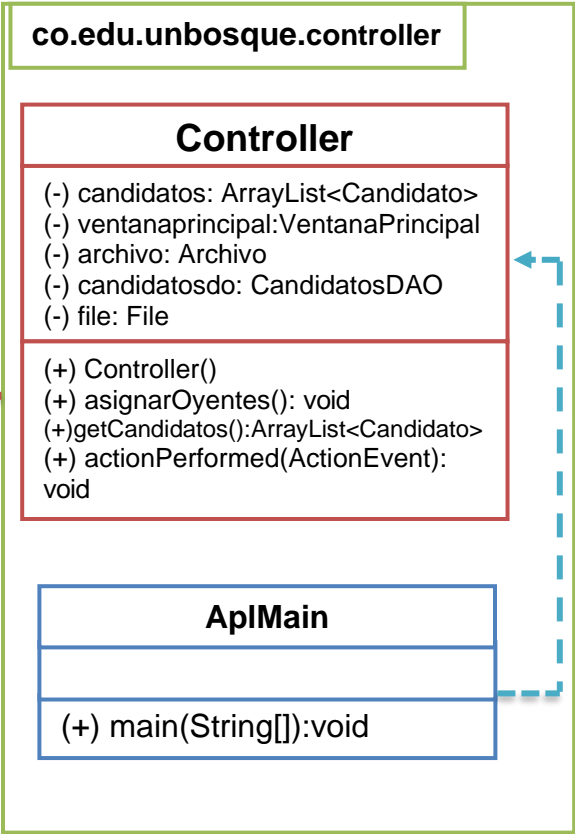 co.edu.unbosque.controller
Controller
(-) candidatos: ArrayList<Candidato>
(-) ventanaprincipal:VentanaPrincipal
(-) archivo: Archivo
(-) candidatosdo: CandidatosDAO
(-) file: File
(+) Controller()
(+) asignarOyentes(): void
(+)getCandidatos():ArrayList<Candidato>
(+) actionPerformed(ActionEvent):
void
AplMain
(+) main(String[]):void